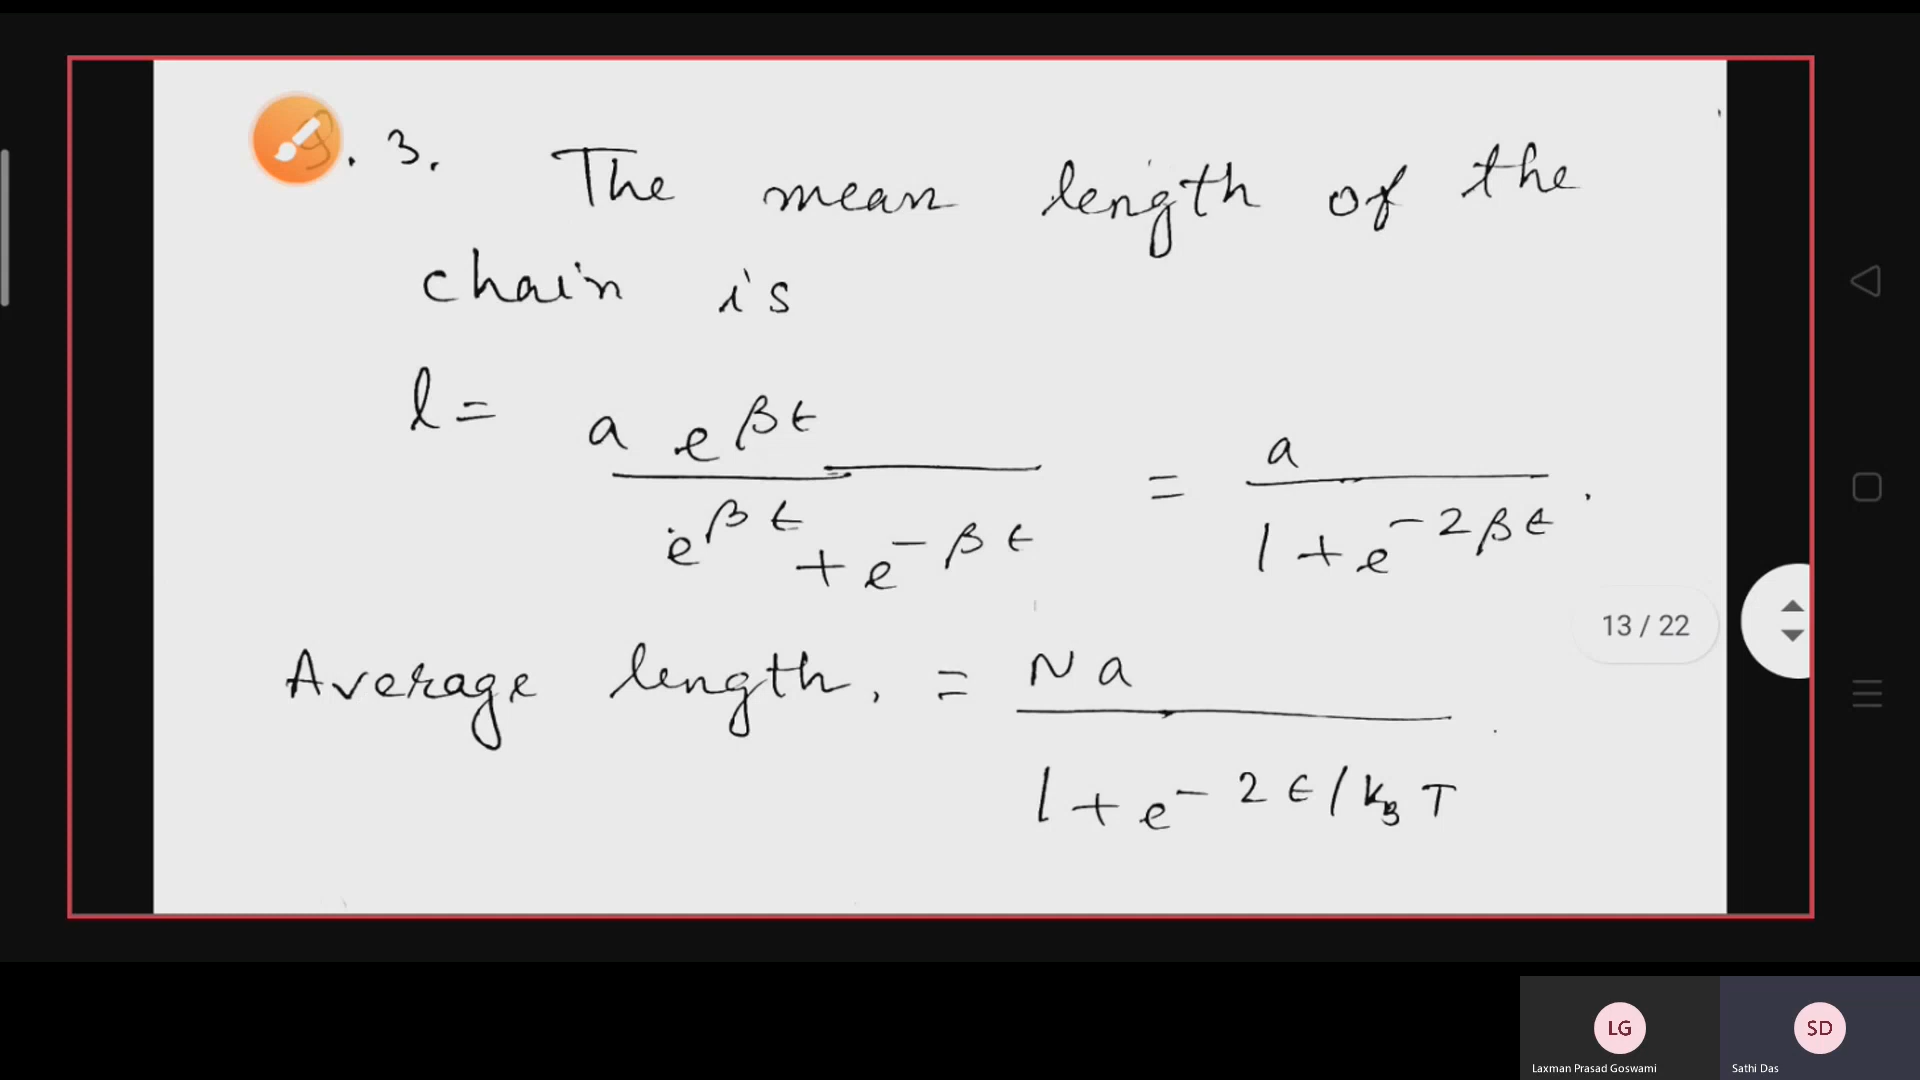 9. 3. The mean length of the
chain is
l = a e^{βϵ} / (e^{βϵ} + e^{-βϵ}) = a / (1 + e^{-2βϵ}).
13 / 22
Average length. = N a / (1 + e^{-2ϵ/k_B T})
LG
SD
Laxman Prasad Goswami
Sathi Das